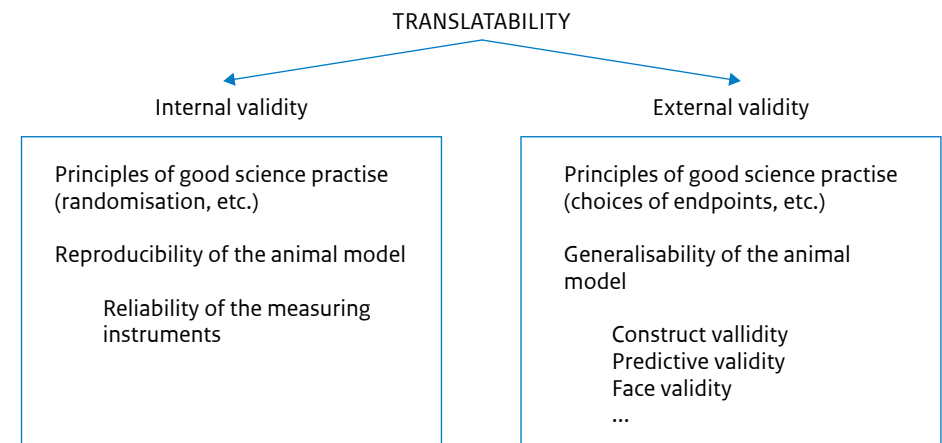 TRANSLATABILITY
Internal validity
Principles of good science practise
(randomisation, etc.)
Reproducibility of the animal model
Reliability of the measuring
instruments
External validity
Principles of good science practise
(choices of endpoints, etc.)
Generalisability of the animal
model
Construct vallidity
Predictive validity
Face validity
...